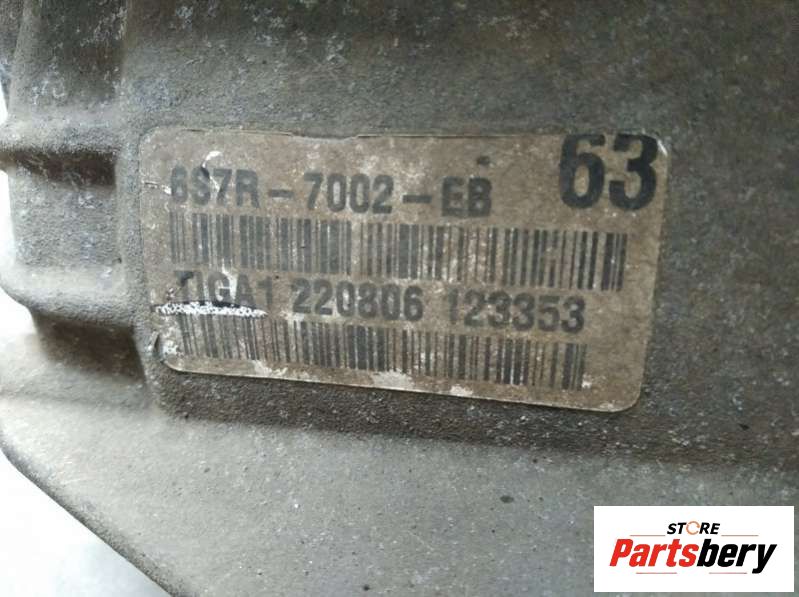 6S7R-7002-EB 63
TIGA1 220806 123353
STORE
Partsbery